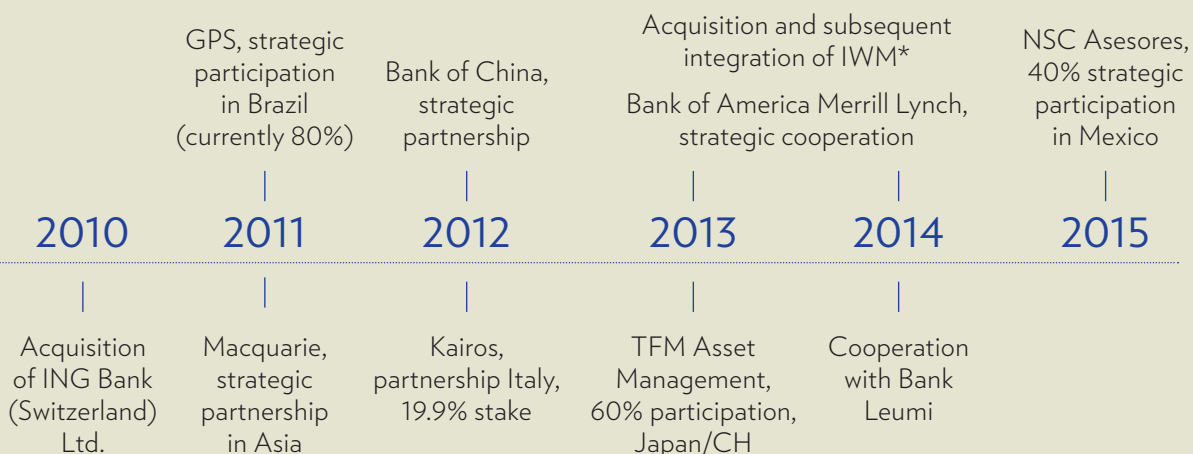 GPS, strategic
participation
in Brazil
(currently 80%)
Bank of China,
strategic
partnership
Acquisition and subsequent
integration of IWM*
Bank of America Merrill Lynch,
strategic cooperation
NSC Asesores,
40% strategic
participation
in Mexico
2010
2011
2012
2013
2014
2015
Acquisition
of ING Bank
(Switzerland)
Ltd.
Macquarie,
strategic
partnership
in Asia
Kairos,
partnership Italy,
19.9% stake
TFM Asset
Management,
60% participation,
Japan/CH
Cooperation
with Bank
Leumi